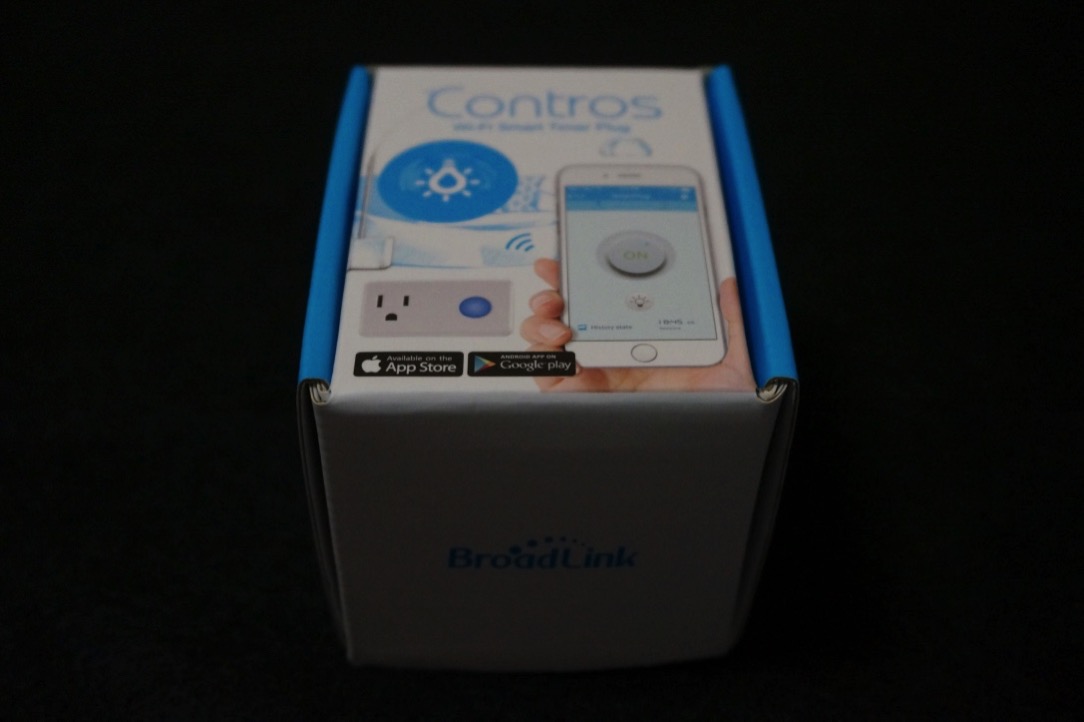 Contros
Wi-Fi Smart Timer Plug
ON
Available on the
App Store
ANDROID APP ON
Google play
BroadLink